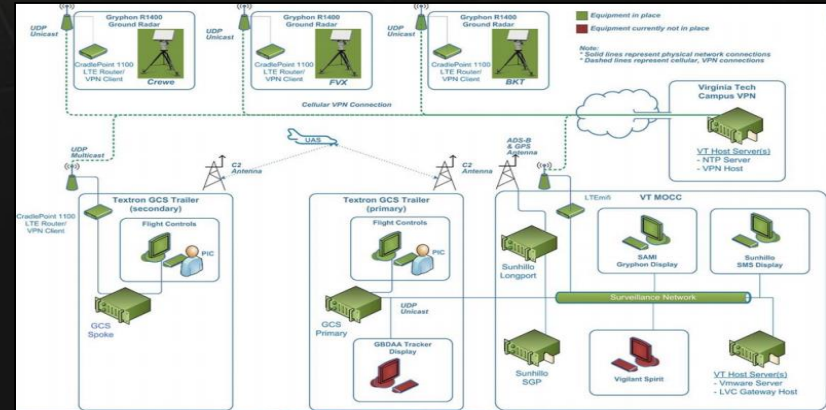 Gryphon R1400
Ground Radar
UDP
Unicast
CradlePoint 1100
LTE Router/
VPN Client
Crewe
Gryphon R1400
Ground Radar
UDP
Unicast
CradlePoint 1100
LTE Router/
VPN Client
FVX
Gryphon R1400
Ground Radar
UDP
Unicast
CradlePoint 1100
LTE Router/
VPN Client
BKT
Equipment in place
Equipment currently not in place
Note:
* Solid lines represent physical network connections
* Dashed lines represent cellular, VPN connections
Cellular VPN Connection
Virginia Tech
Campus VPN
VT Host Server(s)
- NTP Server
- VPN Host
UDP
Multicast
UAS
C2
Antenna
C2
Antenna
ADS-B
& GPS
Antenna
CradlePoint 1100
LTE Router/
VPN Client
Textron GCS Trailer
(secondary)
Flight Controls
PIC
GCS
Spoke
Textron GCS Trailer
(primary)
Flight Controls
PIC
GCS
Primary
UDP
Unicast
GBDAA Tracker
Display
LTEmifi
VT MOCC
Sunhillo
Longport
SAMI
Gryphon Display
Sunhillo
SMS Display
Surveillance Network
Sunhillo
SGP
Vigilant Spirit
VT Host Server(s)
- Vmware Server
- LVC Gateway Host